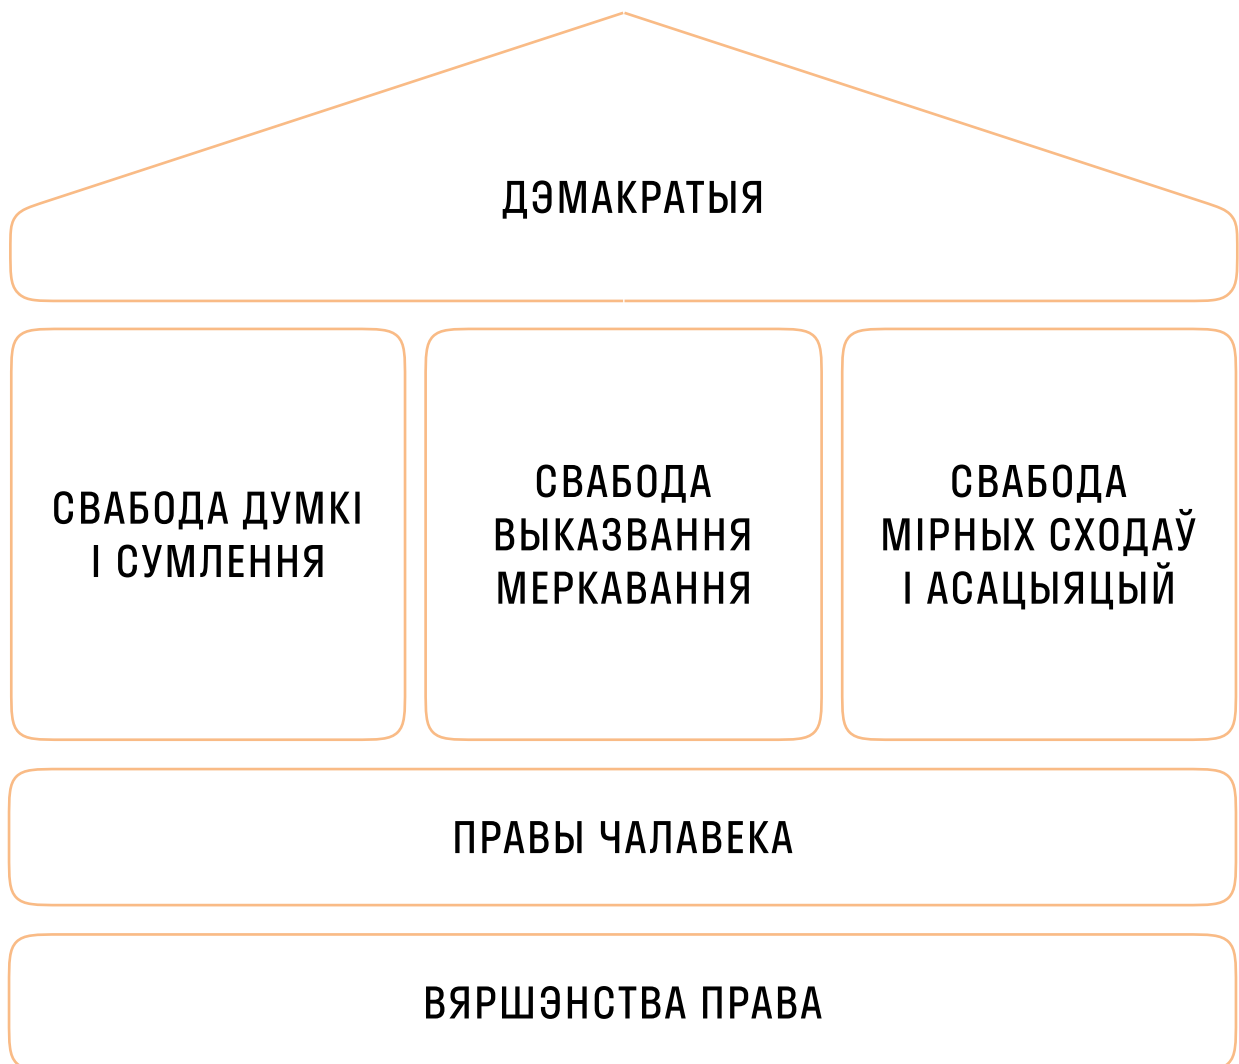 ДЭМАКРАТЫЯ
СВАБОДА ДУМКІ
І СУМЛЕННЯ
СВАБОДА
ВЫКАЗВАННЯ
МЕРКАВАННЯ
СВАБОДА
МІРНЫХ СХОДАЎ
І АСАЦЫЯЦЫЙ
ПРАВЫ ЧАЛАВЕКА
ВЯРШЭНСТВА ПРАВА